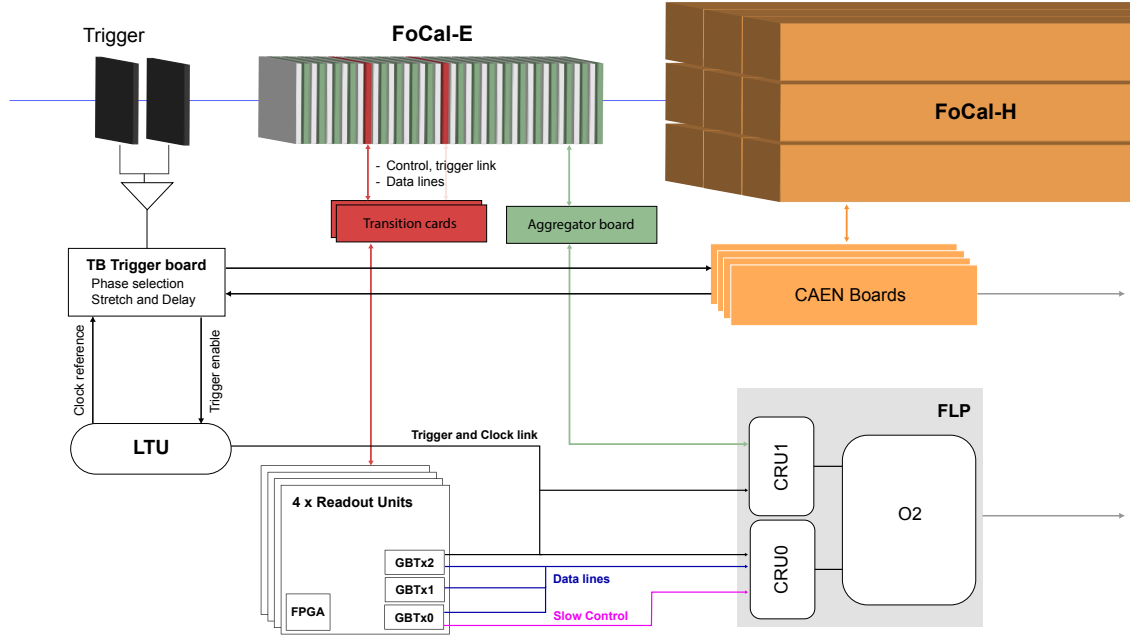 Trigger
FoCal-E
FoCal-H
- Control, trigger link
- Data lines
Transition cards
Aggregator board
TB Trigger board
Phase selection
Stretch and Delay
CAEN Boards
Clock reference
Trigger enable
LTU
Trigger and Clock link
FLP
CRU1
O2
CRU0
4 x Readout Units
GBTx2
GBTx1
GBTx0
FPGA
Data lines
Slow Control